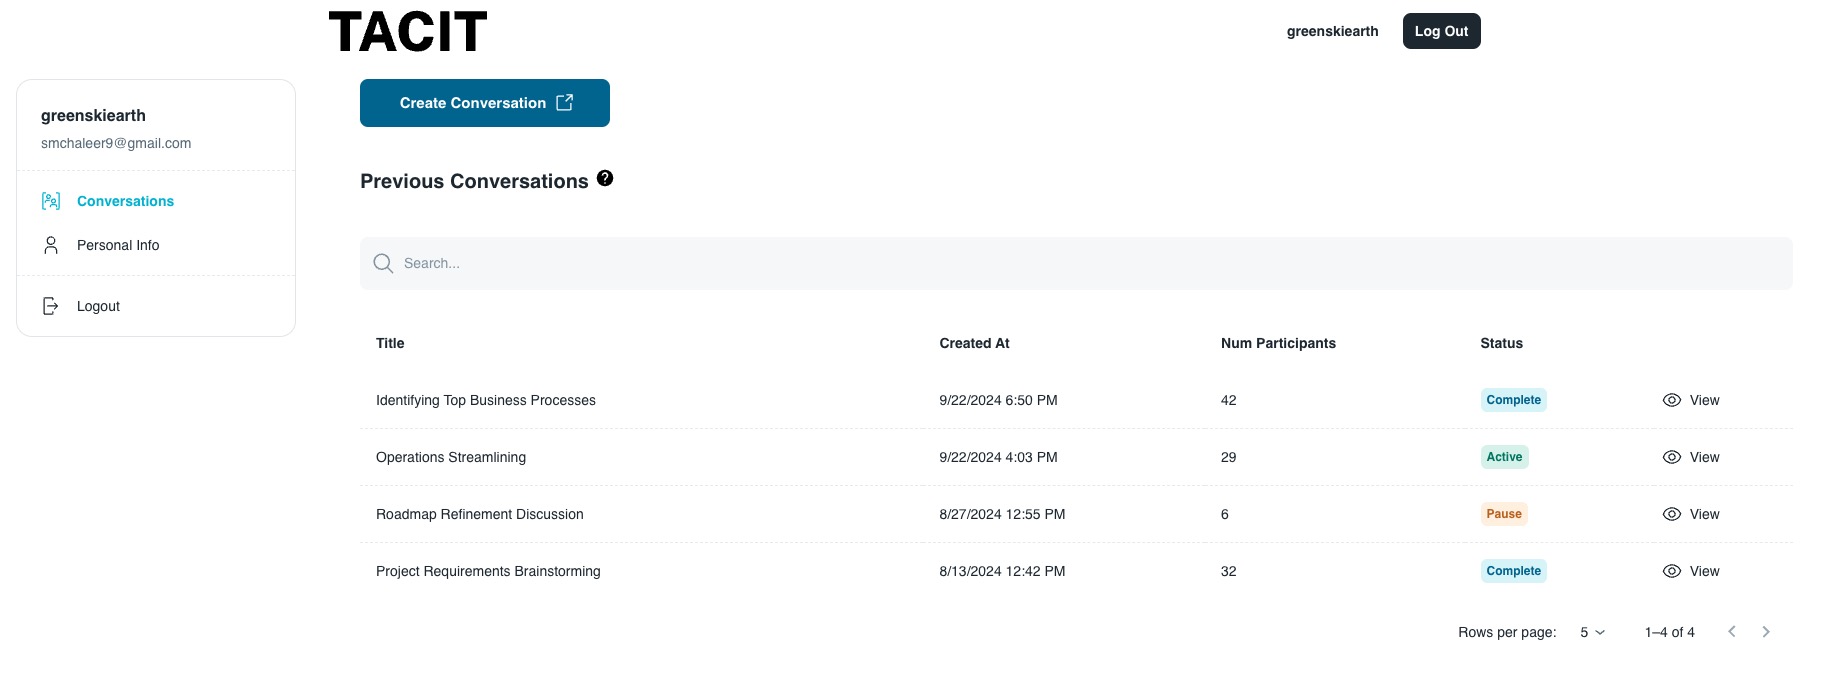 TACIT
greenskiearth
Log Out
greenskiearth
smchaleer9@gmail.com
Conversations
Personal Info
Logout
Create Conversation
Previous Conversations ?
Search...
Title Created At Num Participants Status
Identifying Top Business Processes 9/22/2024 6:50 PM 42 Complete View
Operations Streamlining 9/22/2024 4:03 PM 29 Active View
Roadmap Refinement Discussion 8/27/2024 12:55 PM 6 Pause View
Project Requirements Brainstorming 8/13/2024 12:42 PM 32 Complete View
Rows per page: 5 1–4 of 4